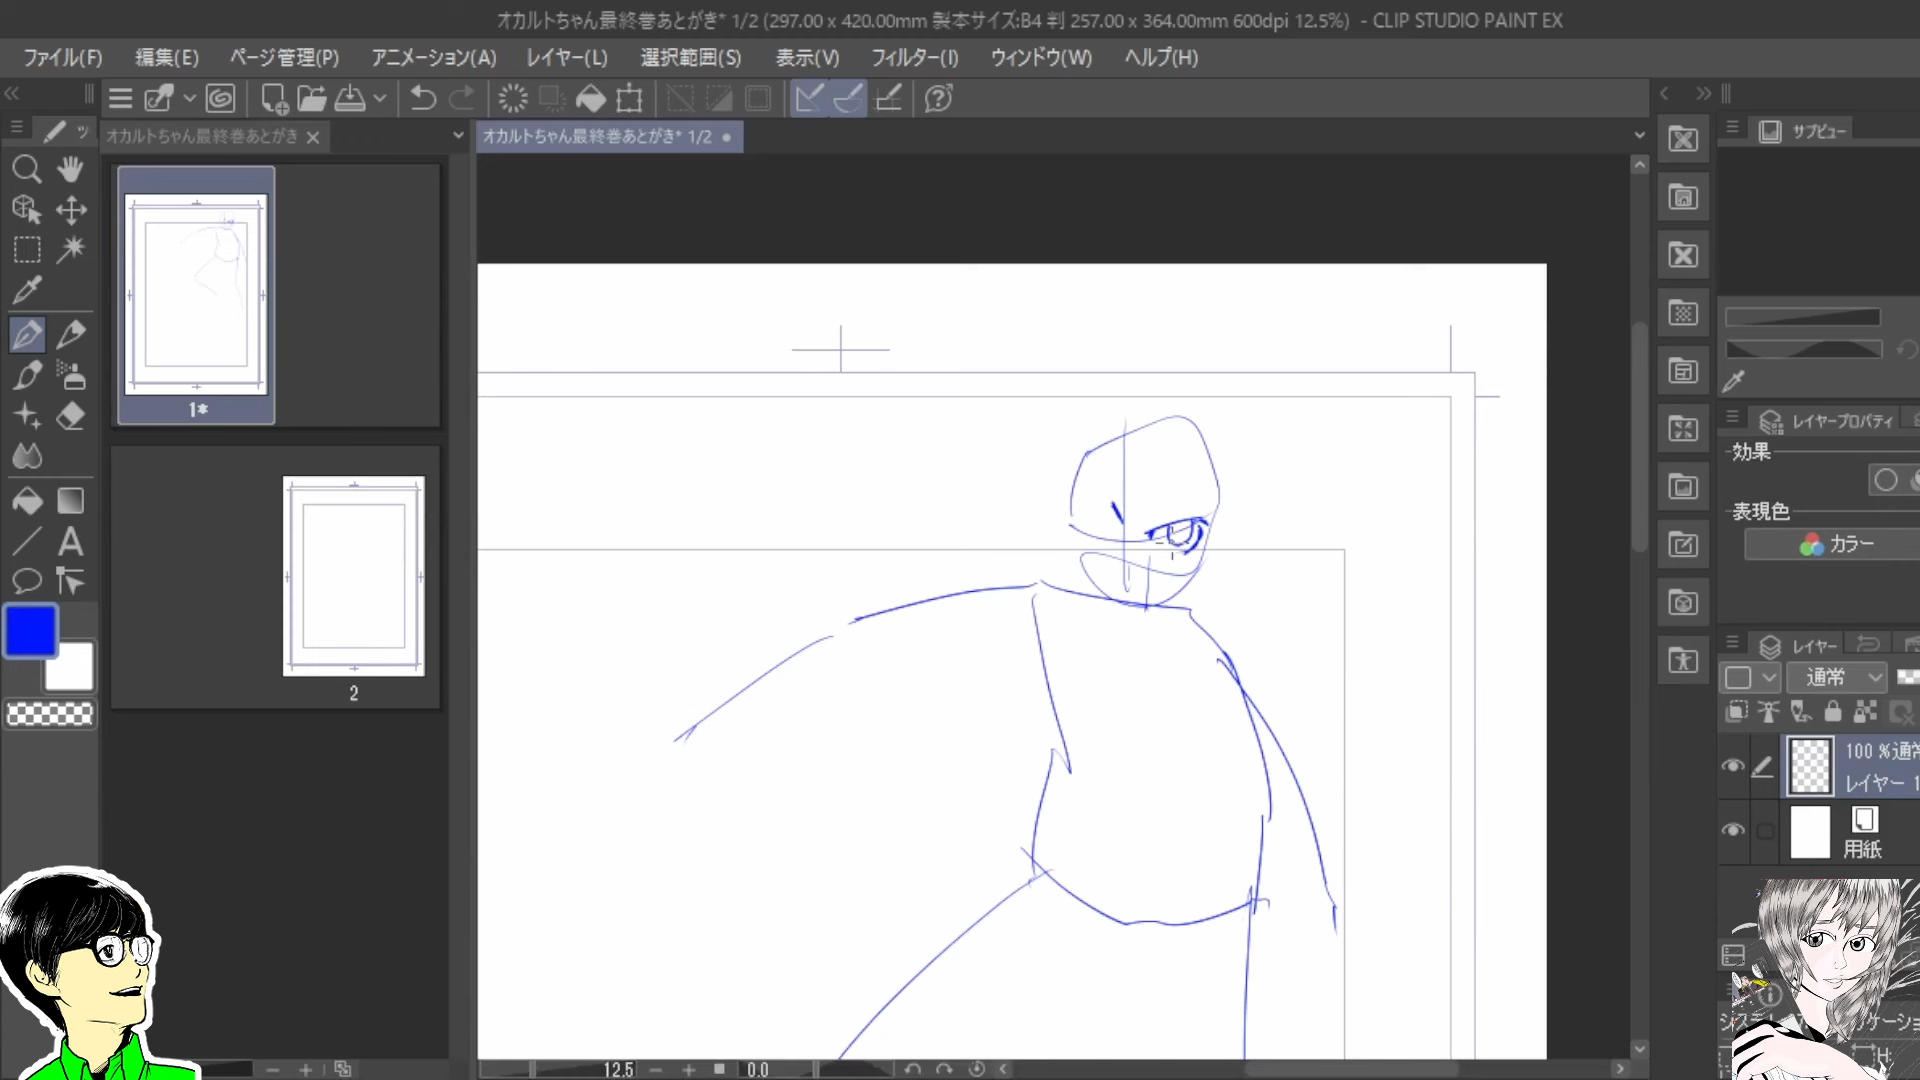 オカルトちゃん最終巻あとがき* 1/2 (297.00 x 420.00mm 製本サイズ:B4 判 257.00 x 364.00mm 600dpi 12.5%) - CLIP STUDIO PAINT EX
ファイル(F) 編集(E) ページ管理(P) アニメーション(A) レイヤー(L) 選択範囲(S) 表示(V) フィルター(I) ウィンドウ(W) ヘルプ(H)
ツ
オカルトちゃん最終巻あとがき
オカルトちゃん最終巻あとがき* 1/2
サブビュー
1*
2
レイヤープロパティ
効果
表現色
カラー
レイヤー
通常
100 %通常
レイヤー 1
用紙
12.5
0.0